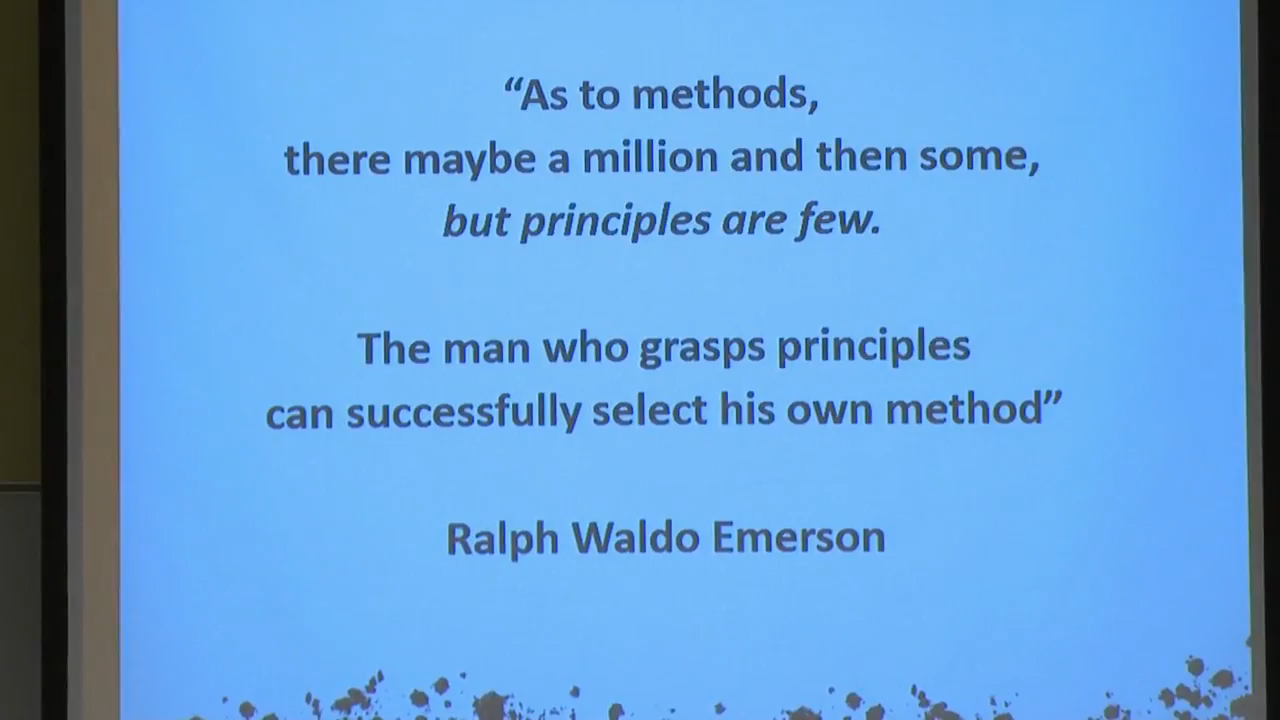 “As to methods,
there maybe a million and then some,
but principles are few.
The man who grasps principles
can successfully select his own method”
Ralph Waldo Emerson